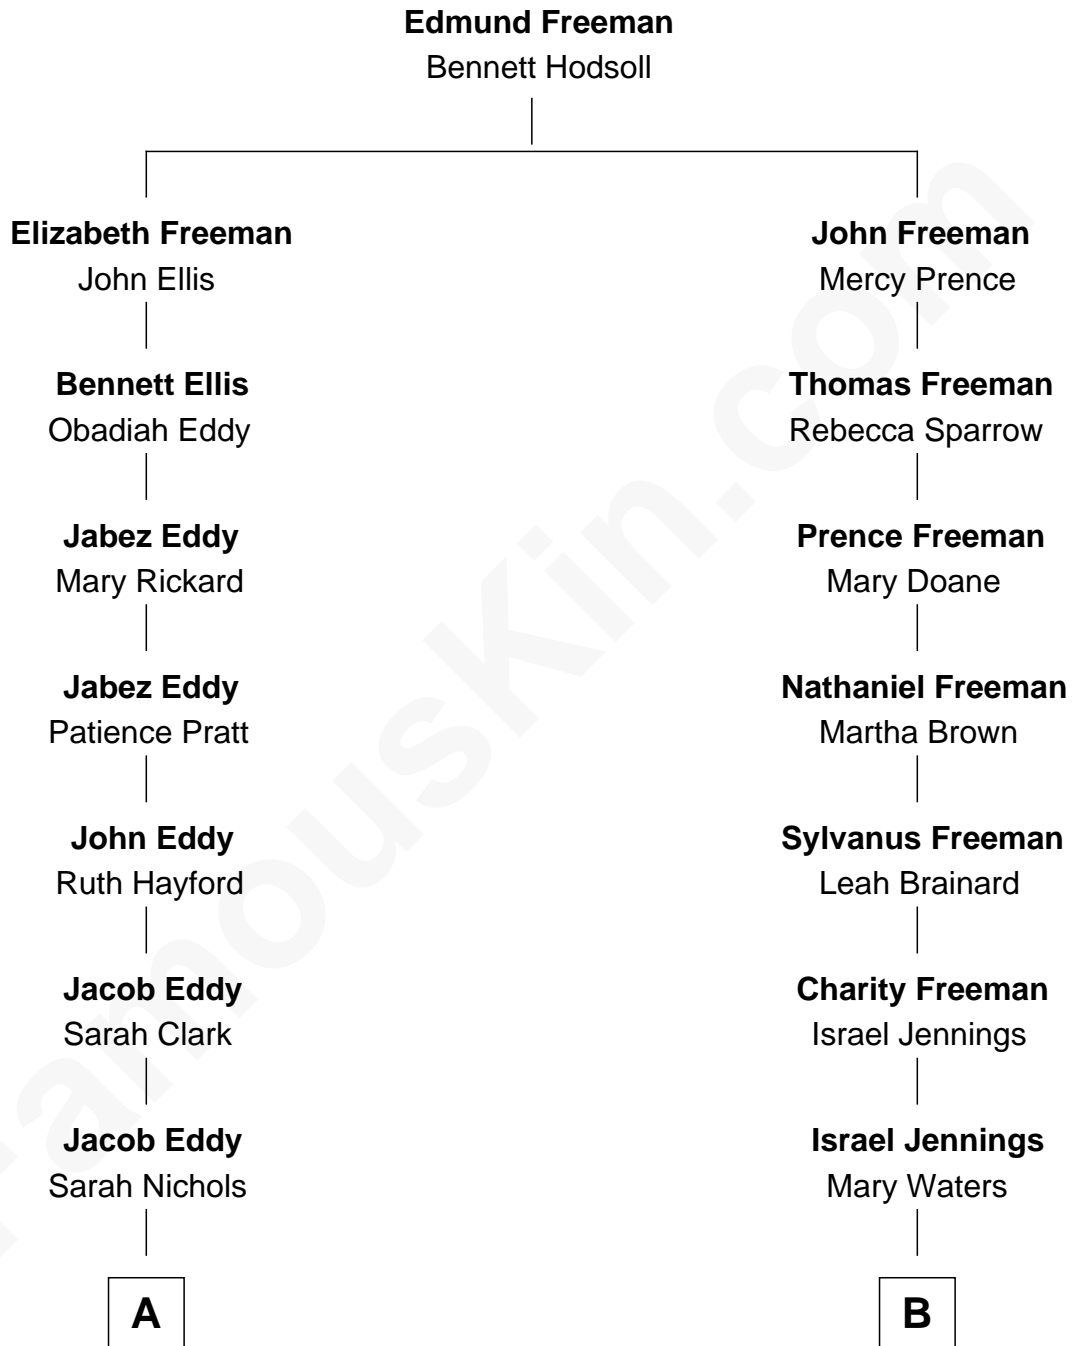 Edmund Freeman
Bennett Hodsoll
Elizabeth Freeman
John Ellis
John Freeman
Mercy Prence
Bennett Ellis
Obadiah Eddy
Thomas Freeman
Rebecca Sparrow
Jabez Eddy
Mary Rickard
Prence Freeman
Mary Doane
Jabez Eddy
Patience Pratt
Nathaniel Freeman
Martha Brown
John Eddy
Ruth Hayford
Sylvanus Freeman
Leah Brainard
Jacob Eddy
Sarah Clark
Charity Freeman
Israel Jennings
Jacob Eddy
Sarah Nichols
Israel Jennings
Mary Waters
A
B
FamousKin.com